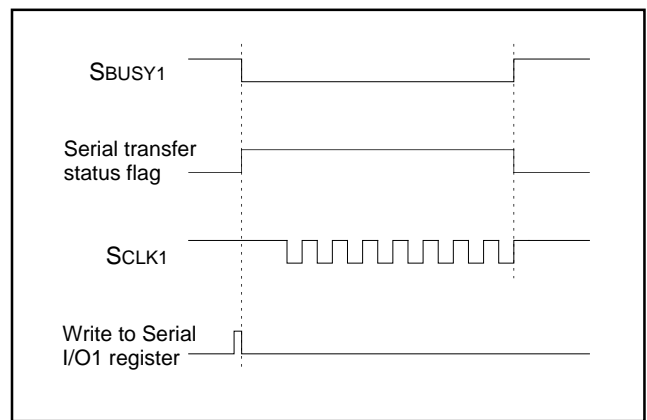 SBUSY1
Serial transfer
status flag
SCLK1
Write to Serial
I/O1 register